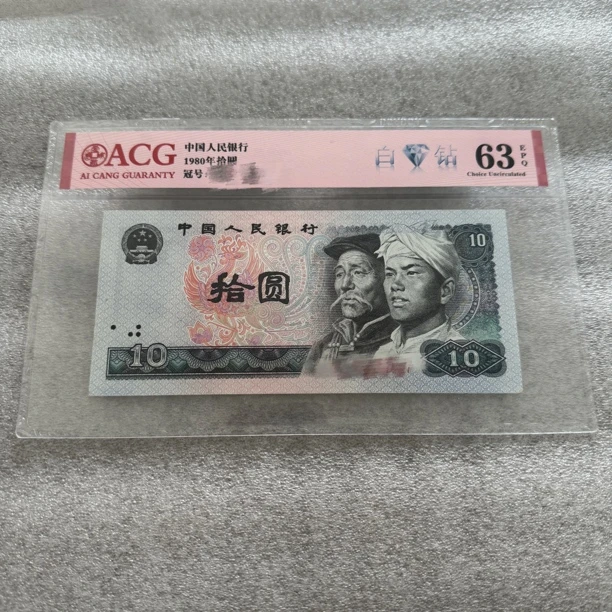 ACG
AI CANG GUARANTY
中国人民银行
1980年拾圆
冠号:
白 钻
63
EPQ
Choice Uncirculated
中国人民银行
10
拾圆
10
10